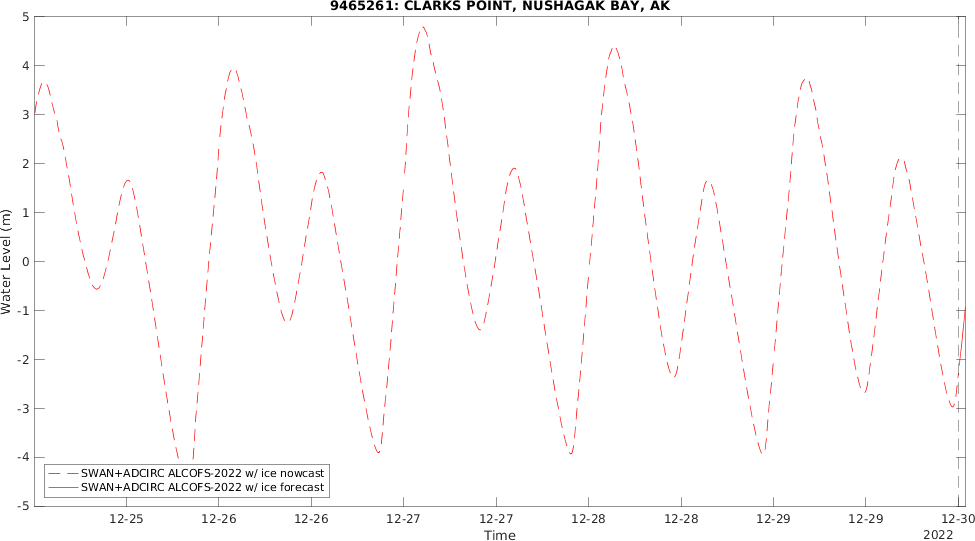 9465261: CLARKS POINT, NUSHAGAK BAY, AK
5
4
3
2
1
0
-1
-2
-3
-4
-5
Water Level (m)
SWAN+ADCIRC ALCOFS-2022 w/ ice nowcast
SWAN+ADCIRC ALCOFS-2022 w/ ice forecast
12-25 12-26 12-26 12-27 12-27 12-28 12-28 12-29 12-29 12-30
Time
2022